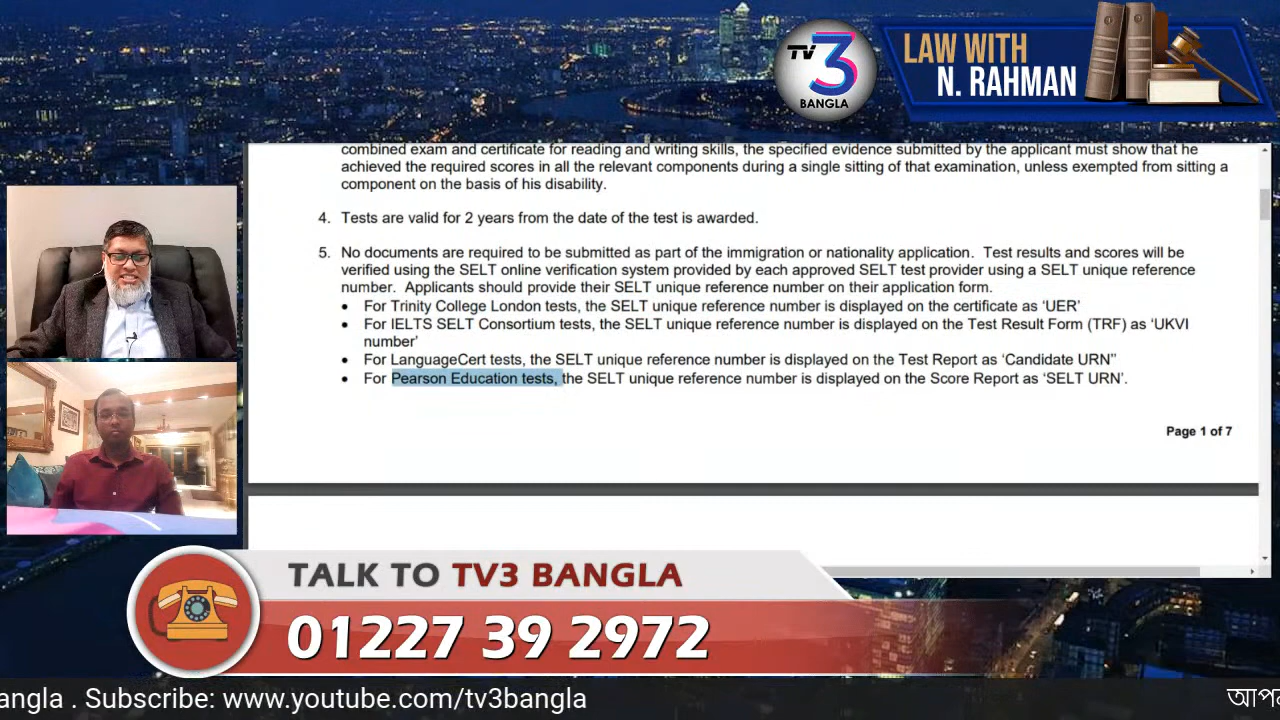 TV
3
BANGLA
LAW WITH
N. RAHMAN
combined exam and certificate for reading and writing skills, the specified evidence submitted by the applicant must show that he
achieved the required scores in all the relevant components during a single sitting of that examination, unless exempted from sitting a
component on the basis of his disability.
4. Tests are valid for 2 years from the date of the test is awarded.
5. No documents are required to be submitted as part of the immigration or nationality application. Test results and scores will be
verified using the SELT online verification system provided by each approved SELT test provider using a SELT unique reference
number. Applicants should provide their SELT unique reference number on their application form.
• For Trinity College London tests, the SELT unique reference number is displayed on the certificate as 'UER'
• For IELTS SELT Consortium tests, the SELT unique reference number is displayed on the Test Result Form (TRF) as 'UKVI
number'
• For LanguageCert tests, the SELT unique reference number is displayed on the Test Report as 'Candidate URN''
• For Pearson Education tests, the SELT unique reference number is displayed on the Score Report as 'SELT URN'.
Page 1 of 7
TALK TO TV3 BANGLA
01227 39 2972
angla . Subscribe: www.youtube.com/tv3bangla